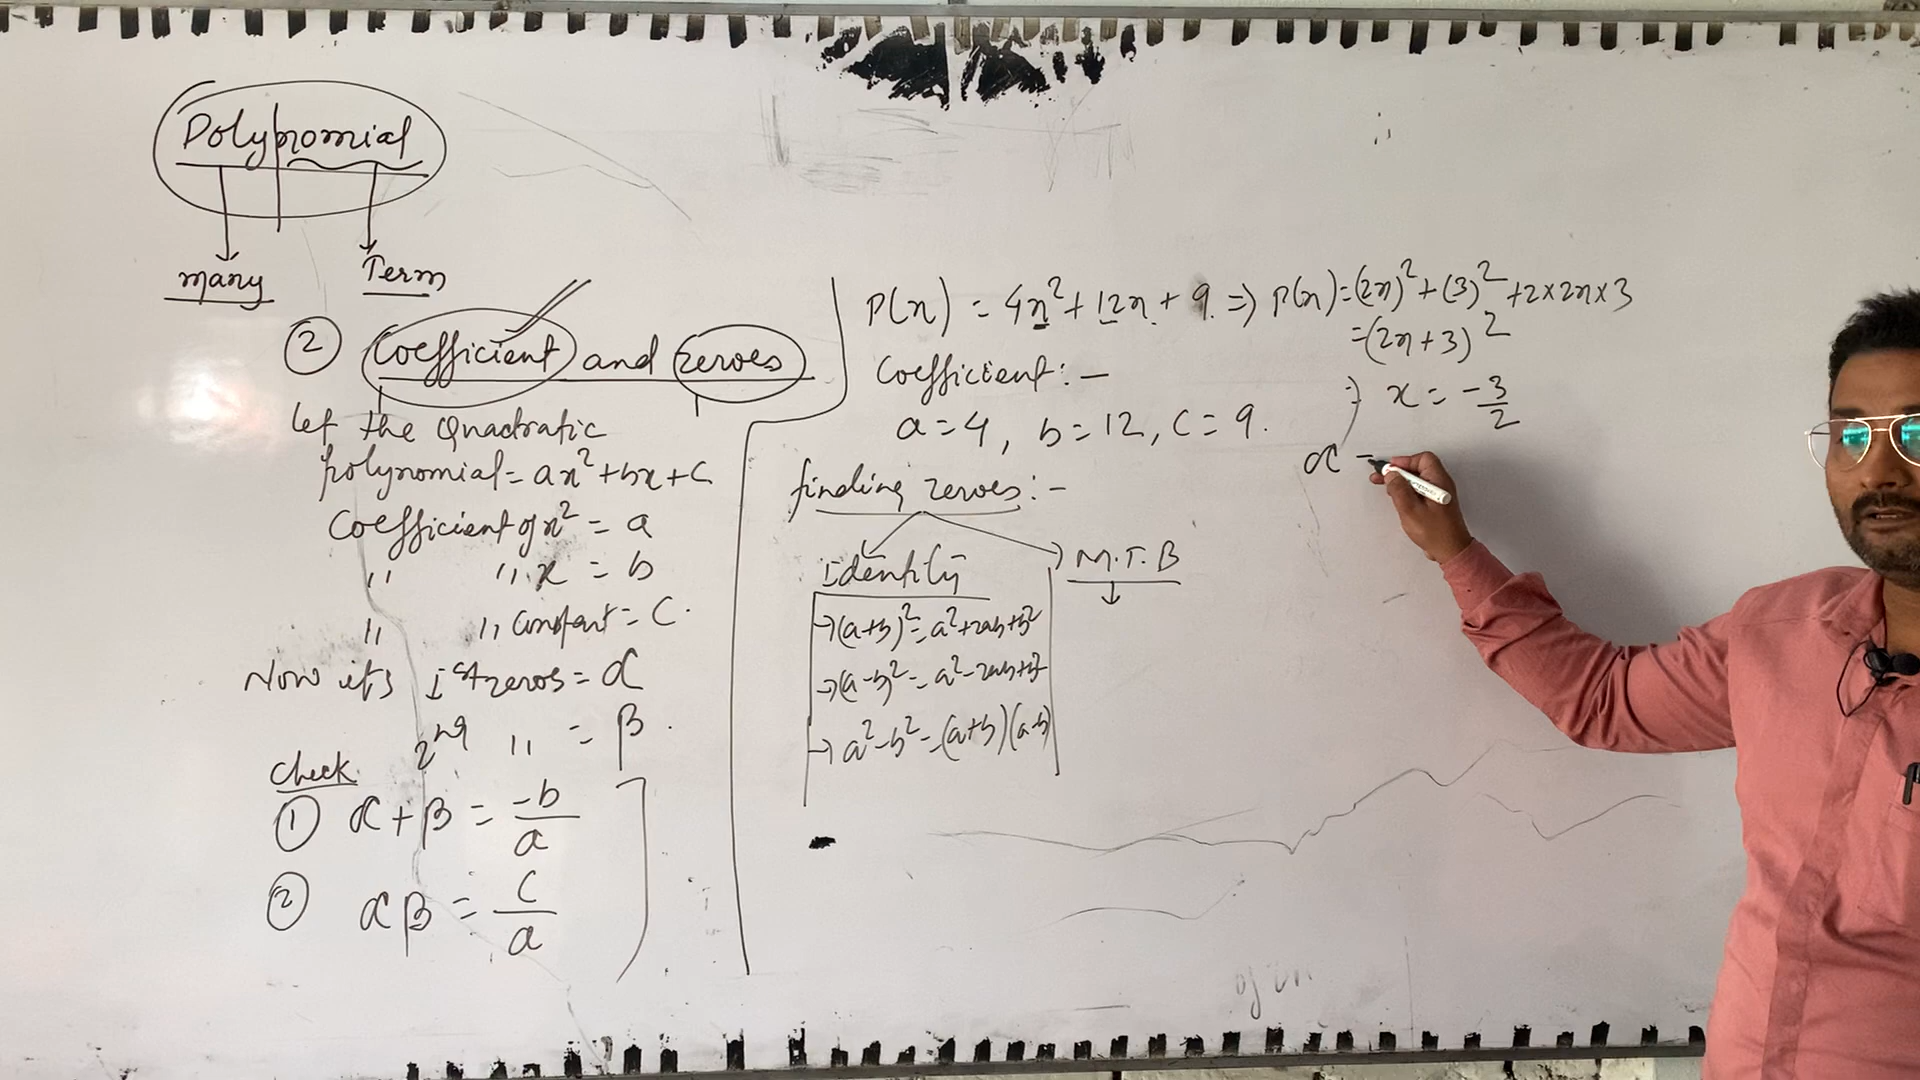 Polynomial
many Term
② Coefficient and zeroes
Let the Quadratic
polynomial = ax²+bx+c
Coefficient of x² = a
" " x = b
" " Constant = C.
Now it's 1st zeros = α
2nd " = β.
Check
① α+β = -b/a
② αβ = c/a
P(x) = 4x²+12x+9. ⇒ P(x) = (2x)²+(3)²+2×2x×3
= (2x+3)²
⇒ x = -3/2
α =
Coefficient:-
a=4, b=12, c=9.
finding zeroes:-
identity → M.T.B
→(a+b)² = a²+2ab+b²
→(a-b)² = a²-2ab+b²
→ a²-b² = (a+b)(a-b)